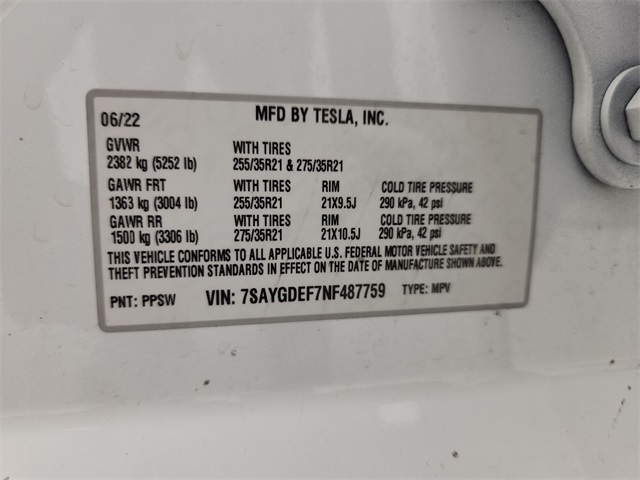 06/22 MFD BY TESLA, INC.
GVWR WITH TIRES
2382 kg (5252 lb) 255/35R21 & 275/35R21
GAWR FRT WITH TIRES RIM COLD TIRE PRESSURE
1363 kg (3004 lb) 255/35R21 21X9.5J 290 kPa, 42 psi
GAWR RR WITH TIRES RIM COLD TIRE PRESSURE
1500 kg (3306 lb) 275/35R21 21X10.5J 290 kPa, 42 psi
THIS VEHICLE CONFORMS TO ALL APPLICABLE U.S. FEDERAL MOTOR VEHICLE SAFETY AND
THEFT PREVENTION STANDARDS IN EFFECT ON THE DATE OF MANUFACTURE SHOWN ABOVE.
PNT: PPSW VIN: 7SAYGDEF7NF487759 TYPE: MPV